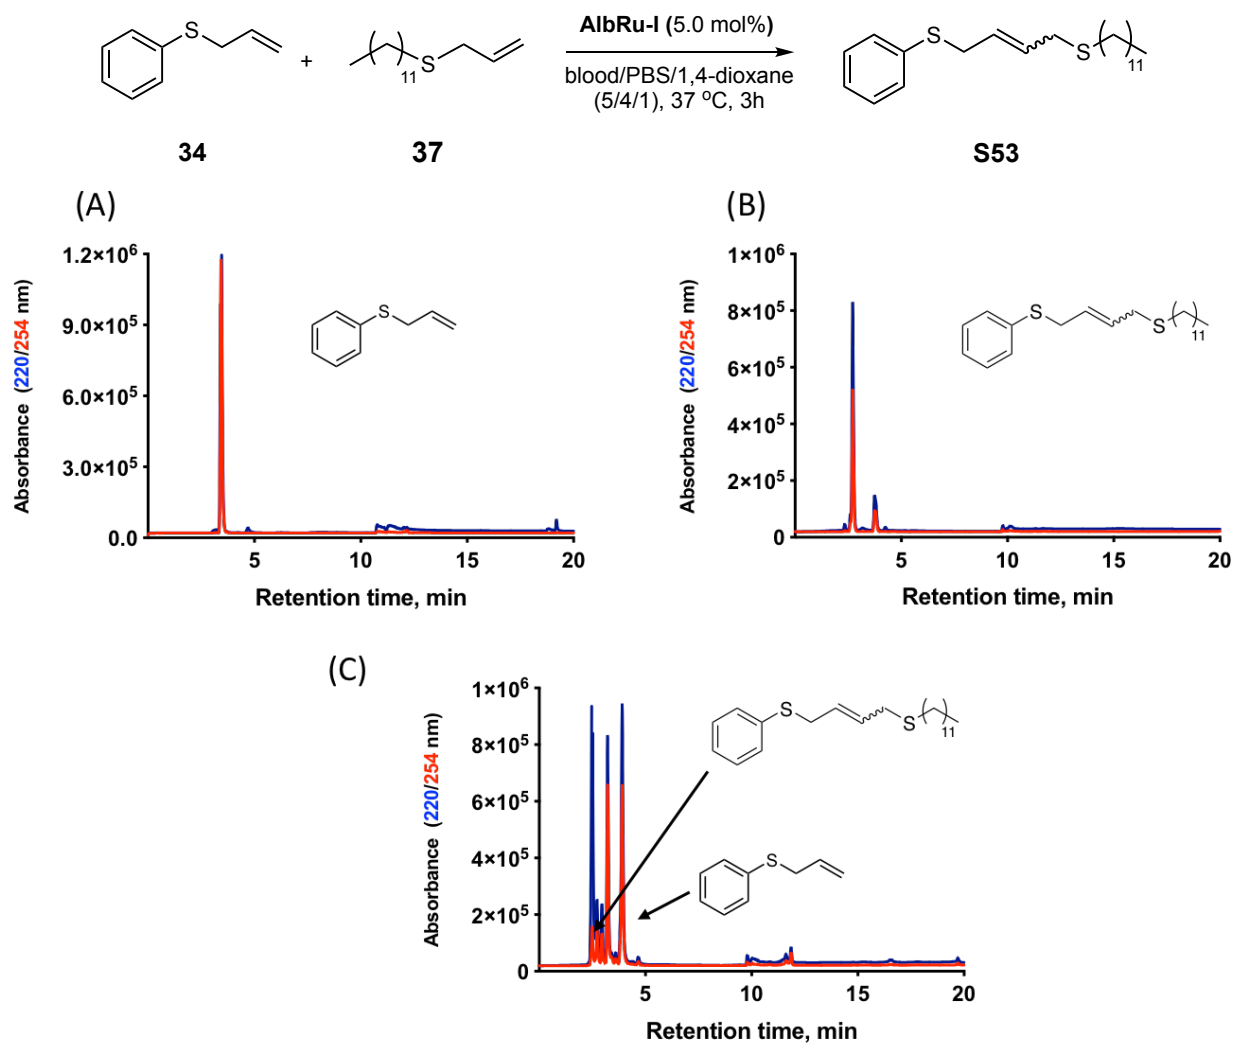 S
+
11
S
AlbRu-I (5.0 mol%)
blood/PBS/1,4-dioxane
(5/4/1), 37 ºC, 3h
S
S
11
34
37
S53
(A)
Absorbance (220/254 nm)
1.2×10⁶
9.0×10⁵
6.0×10⁵
3.0×10⁵
0.0
5
10
15
20
Retention time, min
S
(B)
Absorbance (220/254 nm)
1×10⁶
8×10⁵
6×10⁵
4×10⁵
2×10⁵
0
5
10
15
20
Retention time, min
S
S
11
(C)
Absorbance (220/254 nm)
1×10⁶
8×10⁵
6×10⁵
4×10⁵
2×10⁵
0
5
10
15
20
Retention time, min
S
S
11
S